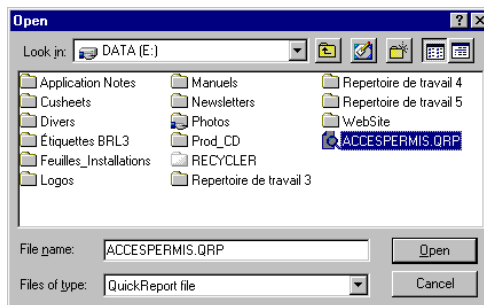 Open
Look in: DATA (E:)
Application Notes
Cusheets
Divers
Étiquettes BRL3
Feuilles_Installations
Logos
Manuels
Newsletters
Photos
Prod_CD
RECYCLER
Repertoire de travail 3
Repertoire de travail 4
Repertoire de travail 5
WebSite
ACCESPERMIS.QRP
File name: ACCESPERMIS.QRP Open
Files of type: QuickReport file Cancel